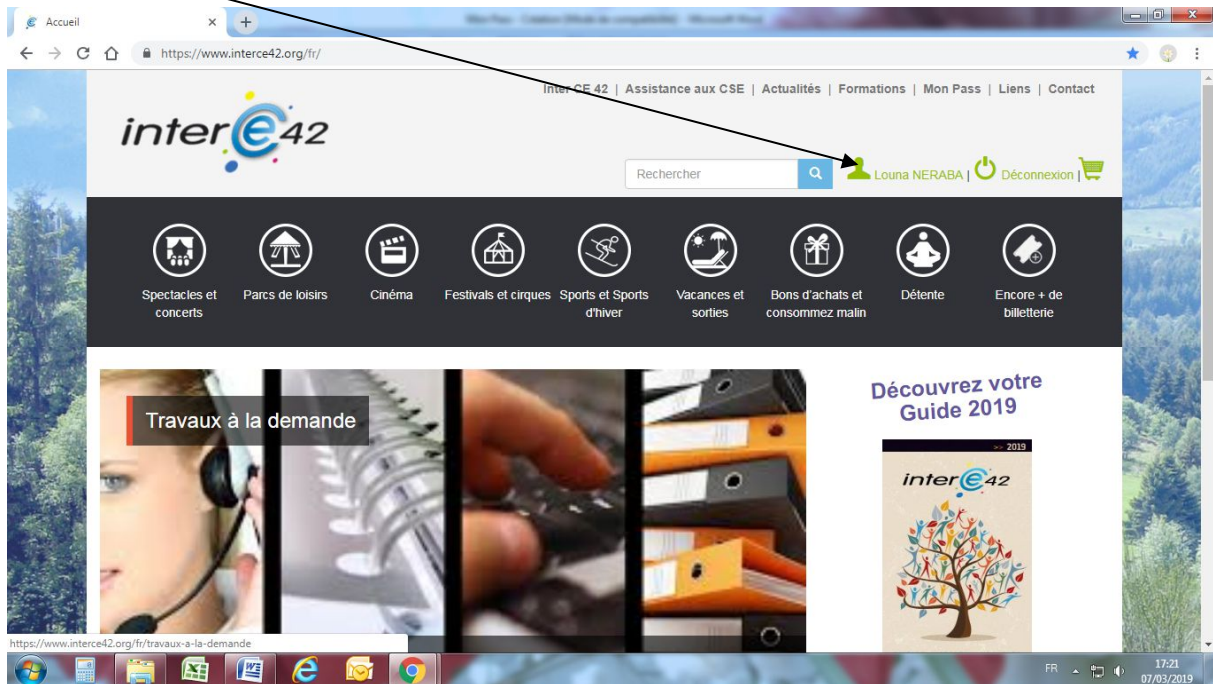 Accueil
https://www.interce42.org/fr/
Inter CE 42 | Assistance aux CSE | Actualités | Formations | Mon Pass | Liens | Contact
inter e 42
Rechercher
Louna NERABA | Déconnexion |
Spectacles et concerts
Parcs de loisirs
Cinéma
Festivals et cirques
Sports et Sports d'hiver
Vacances et sorties
Bons d'achats et consommez malin
Détente
Encore + de billetterie
Travaux à la demande
Découvrez votre
Guide 2019
>> 2019
inter e 42
https://www.interce42.org/fr/travaux-a-la-demande
FR
17:21
07/03/2019